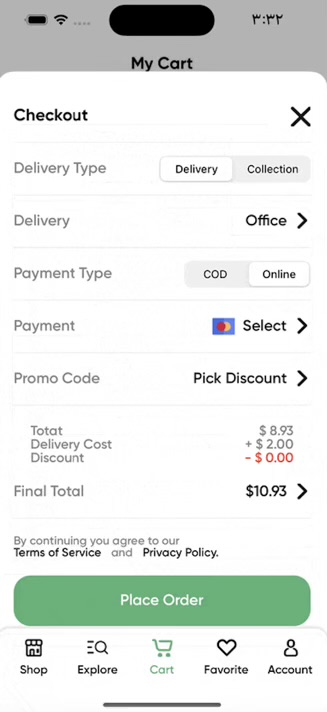 ۳:۳۲
My Cart
Checkout
Delivery Type Delivery Collection
Delivery Office
Payment Type COD Online
Payment Select
Promo Code Pick Discount
Totat $ 8.93
Delivery Cost + $ 2.00
Discount - $ 0.00
Final Total $10.93
By continuing you agree to our
Terms of Service and Privacy Policy.
Place Order
Shop Explore Cart Favorite Account